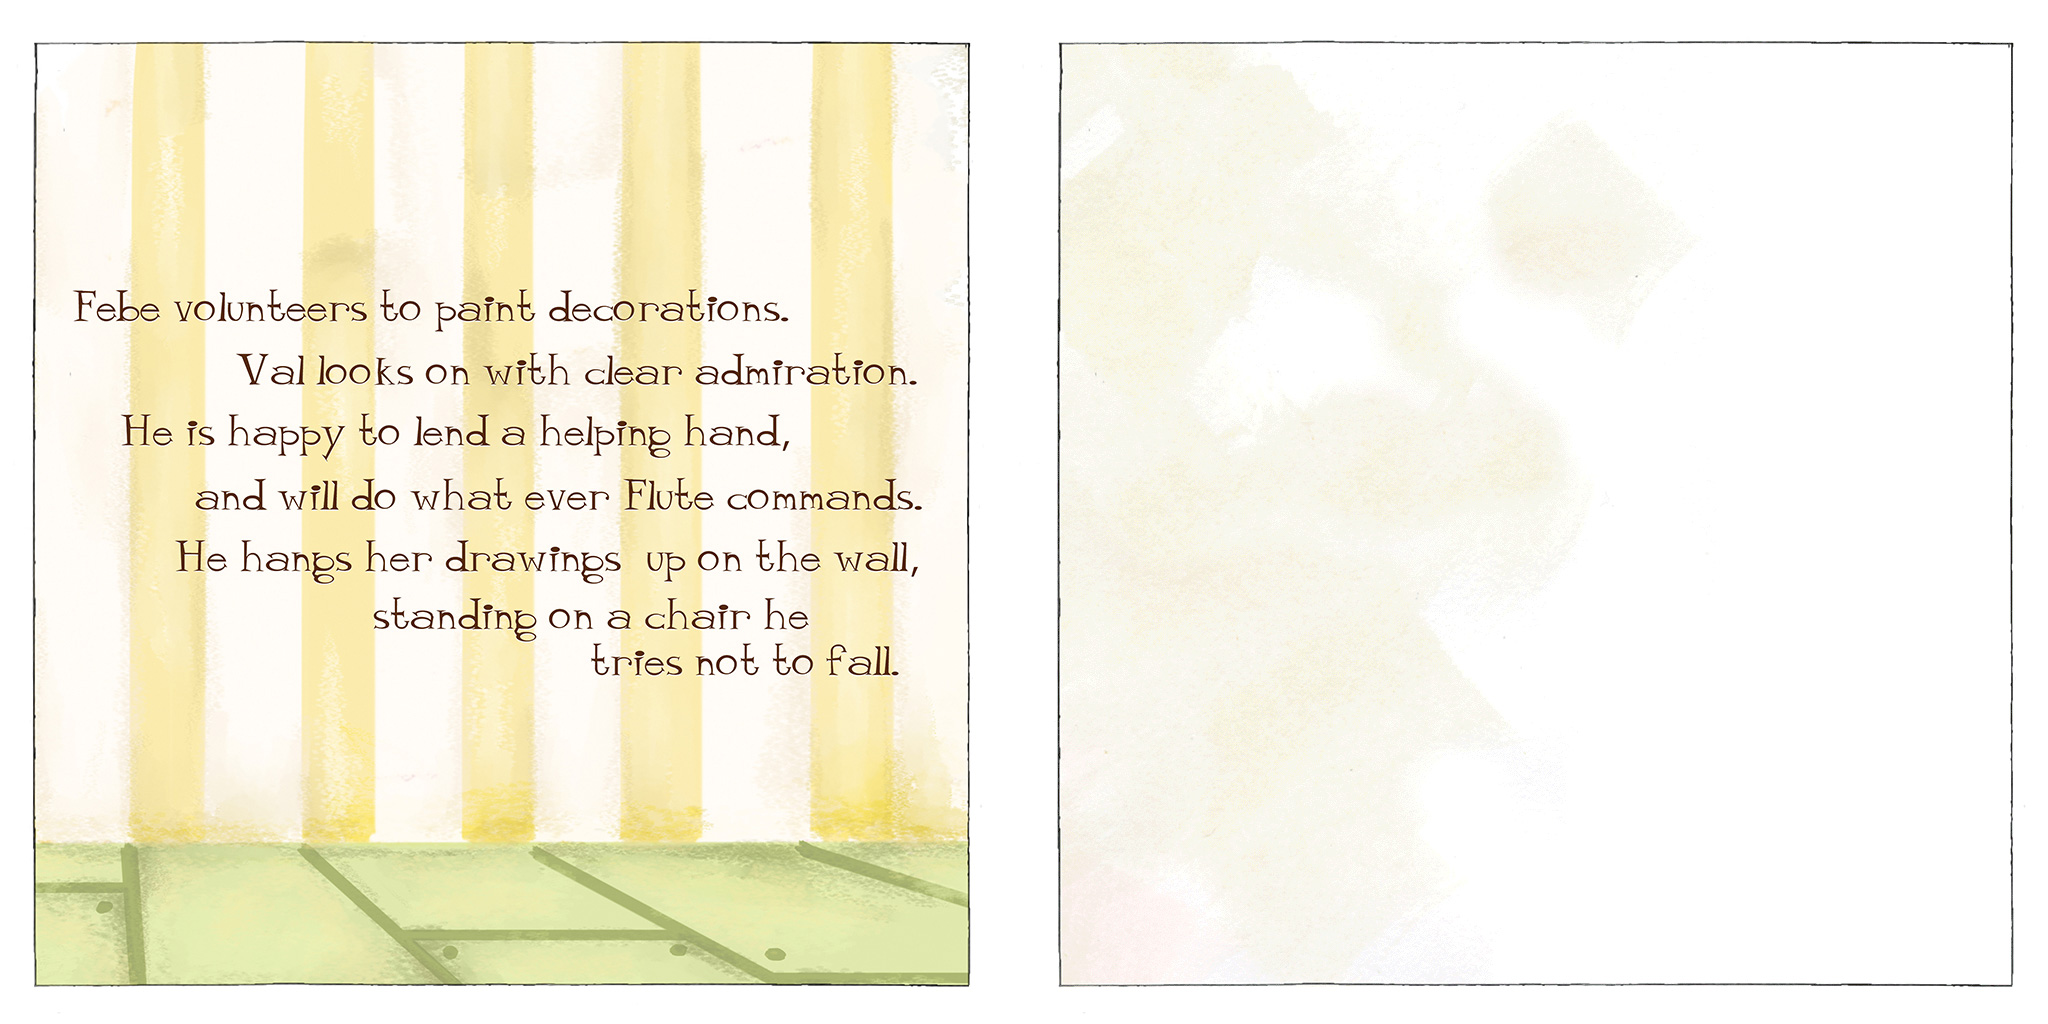 Febe volunteers to paint decorations.
Val looks on with clear admiration.
He is happy to lend a helping hand,
and will do what ever Flute commands.
He hangs her drawings up on the wall,
standing on a chair he
tries not to fall.